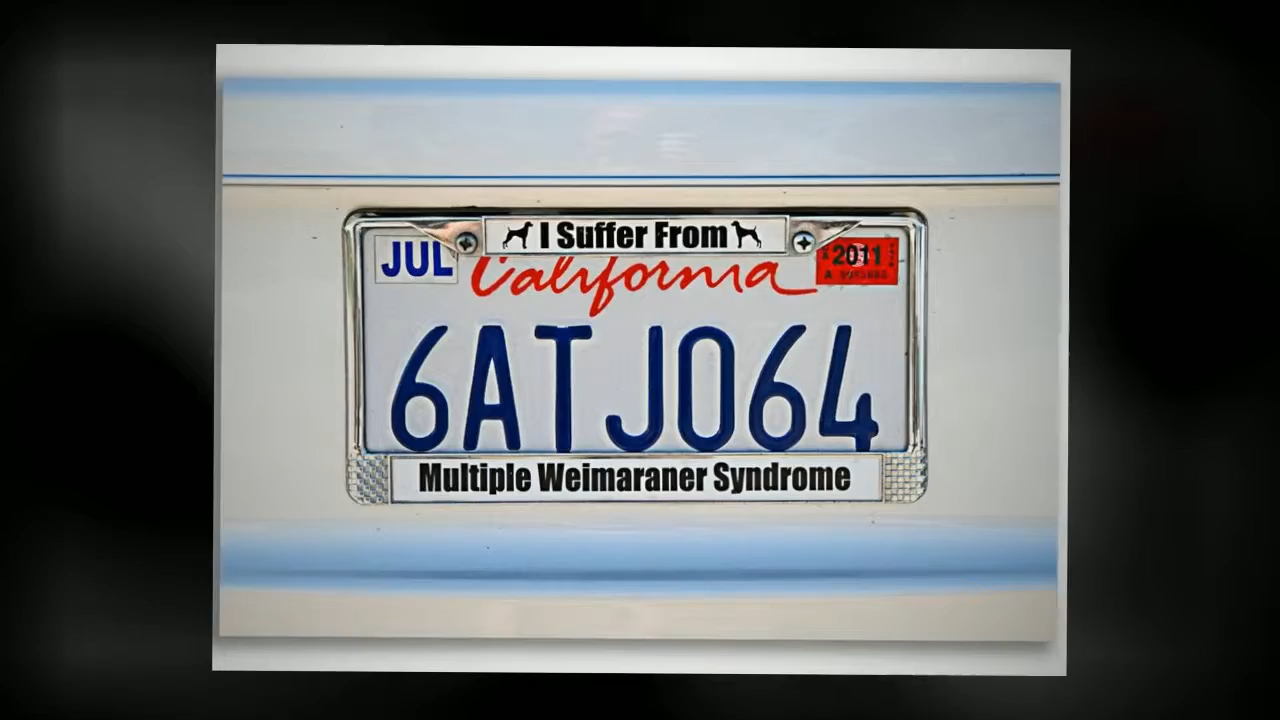 I Suffer From
JUL
2011
California
6ATJ064
Multiple Weimaraner Syndrome